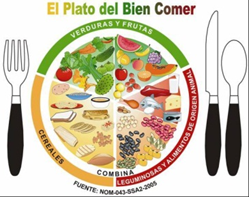 El Plato del Bien Comer
VERDURAS Y FRUTAS
CEREALES
COMBINA
LEGUMINOSAS Y ALIMENTOS DE ORIGEN ANIMAL
FUENTE: NOM-043-SSA2-2005